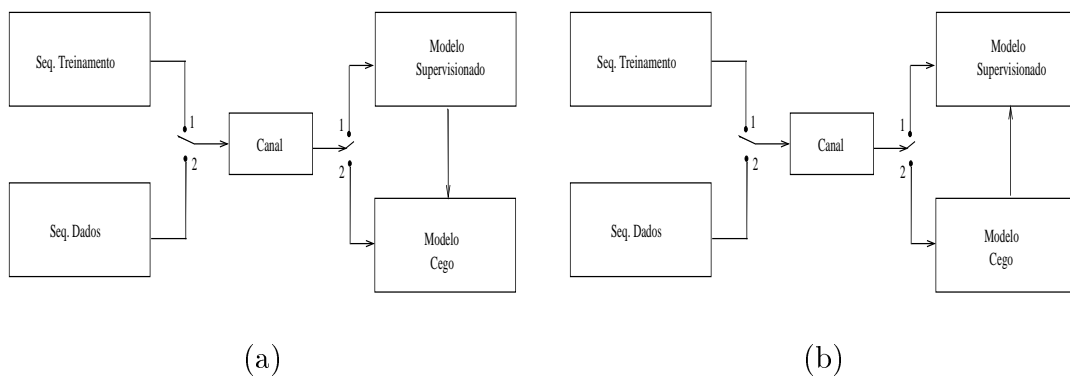 Seq. Treinamento
1
2
Seq. Dados
Canal
1
2
Modelo
Supervisionado
Modelo
Cego
(a)
Seq. Treinamento
1
2
Seq. Dados
Canal
1
2
Modelo
Supervisionado
Modelo
Cego
(b)